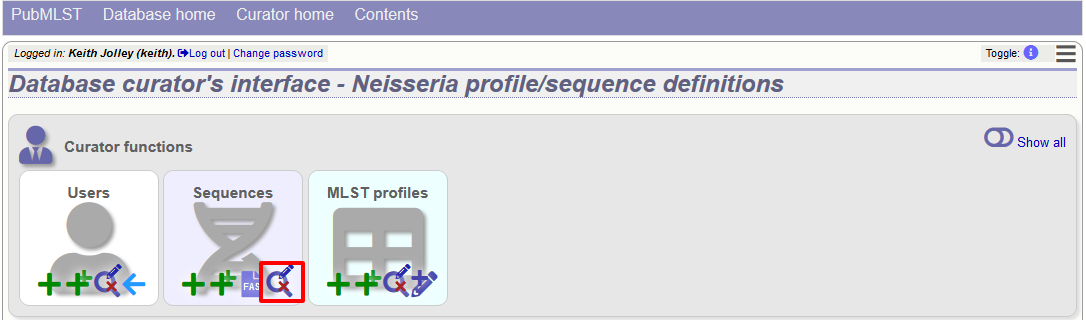 PubMLST Database home Curator home Contents
Logged in: Keith Jolley (keith). Log out | Change password Toggle: i
Database curator's interface - Neisseria profile/sequence definitions
Curator functions Show all
Users Sequences MLST profiles
FAS